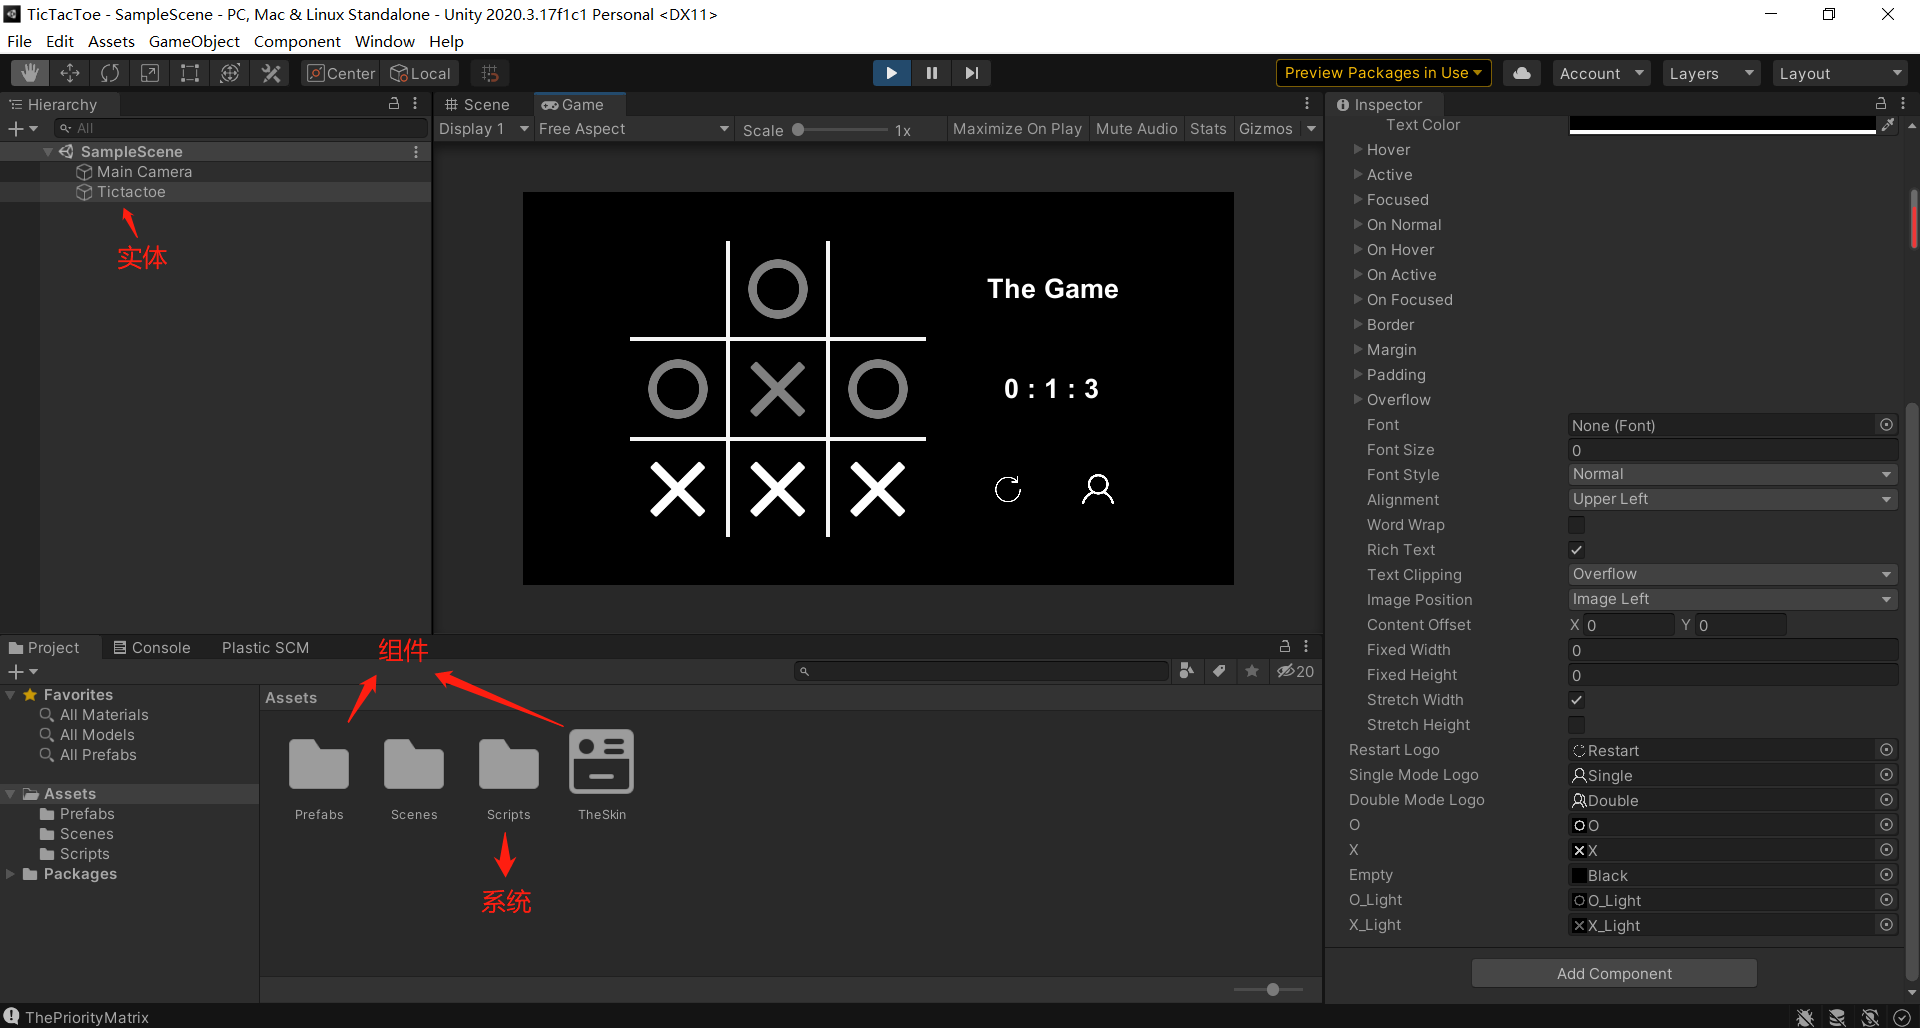 TicTacToe - SampleScene - PC, Mac & Linux Standalone - Unity 2020.3.17f1c1 Personal <DX11>
File Edit Assets GameObject Component Window Help
Center Local
Preview Packages in Use
Account
Layers
Layout
Hierarchy
All
SampleScene
Main Camera
Tictactoe
实体
Scene
Game
Display 1
Free Aspect
Scale
1x
Maximize On Play
Mute Audio
Stats
Gizmos
The Game
0 : 1 : 3
Inspector
Text Color
Hover
Active
Focused
On Normal
On Hover
On Active
On Focused
Border
Margin
Padding
Overflow
Font None (Font)
Font Size 0
Font Style Normal
Alignment Upper Left
Word Wrap
Rich Text
Text Clipping Overflow
Image Position Image Left
Content Offset X 0 Y 0
Fixed Width 0
Fixed Height 0
Stretch Width
Stretch Height
Restart Logo Restart
Single Mode Logo Single
Double Mode Logo Double
O O
X X
Empty Black
O_Light O_Light
X_Light X_Light
Add Component
Project
Console
Plastic SCM
组件
20
Favorites
All Materials
All Models
All Prefabs
Assets
Prefabs
Scenes
Scripts
Packages
Assets
Prefabs
Scenes
Scripts
TheSkin
系统
ThePriorityMatrix